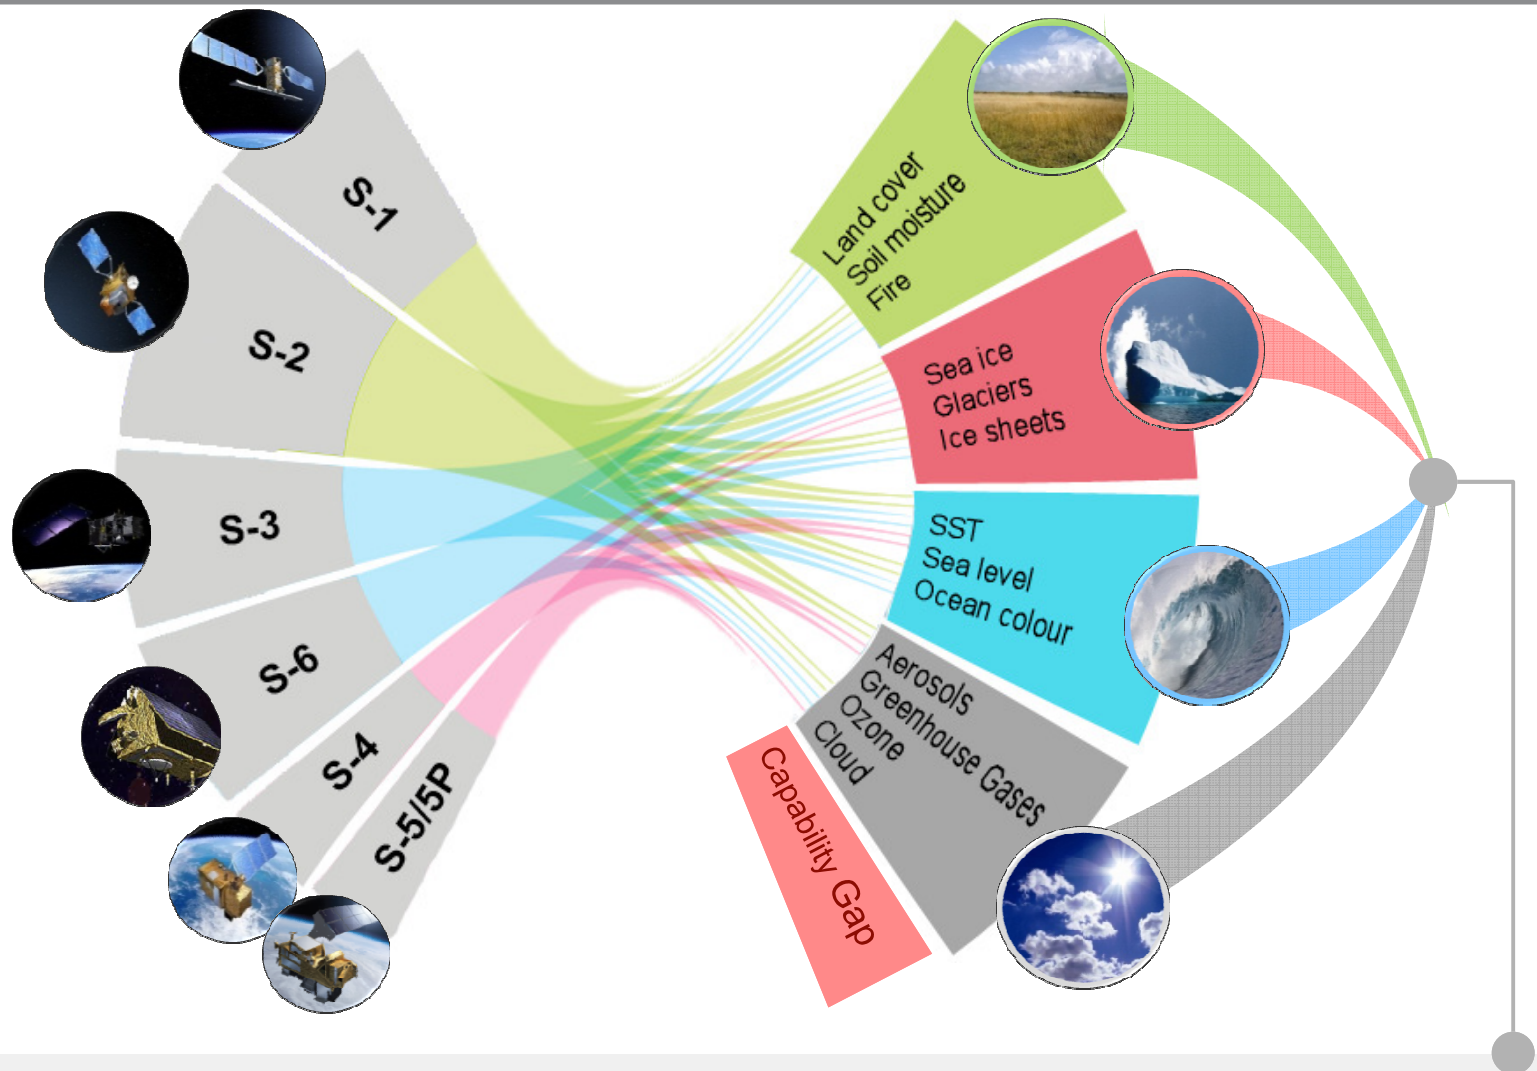 S-1
S-2
S-3
S-6
S-4
S-5/5P
Land cover
Soil moisture
Fire
Sea ice
Glaciers
Ice sheets
SST
Sea level
Ocean colour
Aerosols
Greenhouse Gases
Ozone
Cloud
Capability Gap